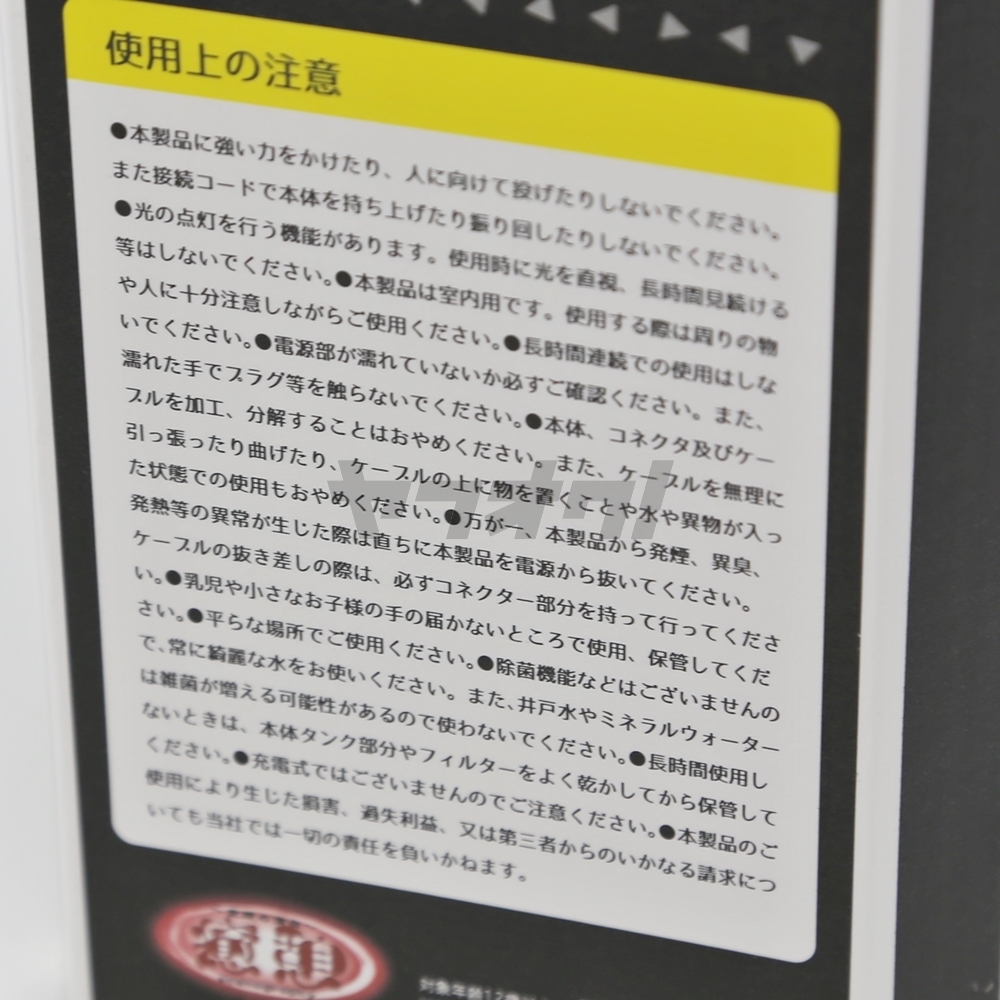 使用上の注意
●本製品に強い力をかけたり、人に向けて投げたりしないでください。
また接続コードで本体を持ち上げたり振り回したりしないでください。
●光の点灯を行う機能があります。使用時に光を直視、長時間見続ける
等はしないでください。●本製品は室内用です。使用する際は周りの物
や人に十分注意しながらご使用ください。●長時間連続での使用はしな
いでください。●電源部が濡れていないか必ずご確認ください。また、
濡れた手でプラグ等を触らないでください。●本体、コネクタ及びケー
ブルを加工、分解することはおやめください。また、ケーブルを無理に
引っ張ったり曲げたり、ケーブルの上に物を置くことや水や異物が入っ
た状態での使用もおやめください。●万が一、本製品から発煙、異臭、
発熱等の異常が生じた際は直ちに本製品を電源から抜いてください。
ケーブルの抜き差しの際は、必ずコネクター部分を持って行ってくださ
い。●乳児や小さなお子様の手の届かないところで使用、保管してくだ
さい。●平らな場所でご使用ください。●除菌機能などはございませんの
で、常に綺麗な水をお使いください。また、井戸水やミネラルウォーター
は雑菌が増える可能性があるので使わないでください。●長時間使用し
ないときは、本体タンク部分やフィルターをよく乾かしてから保管して
ください。●充電式ではございませんのでご注意ください。●本製品のご
使用により生じた損害、過失利益、又は第三者からのいかなる請求につ
いても当社では一切の責任を負いかねます。
ヤフオク!
対象年齢12歳